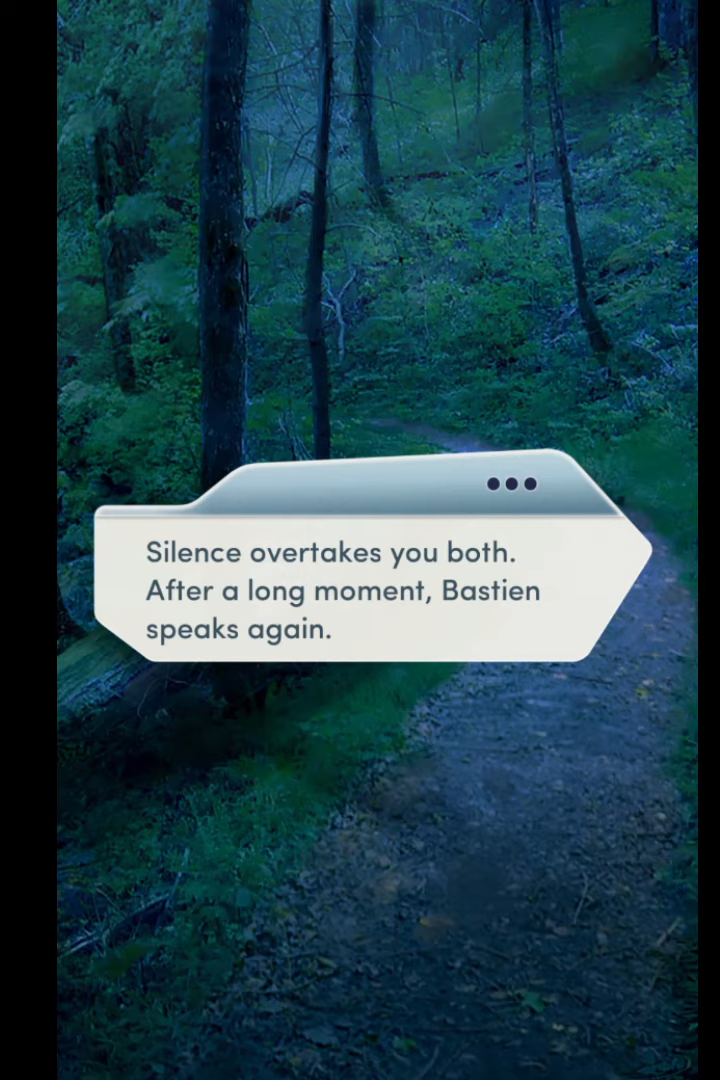 Silence overtakes you both.
After a long moment, Bastien
speaks again.